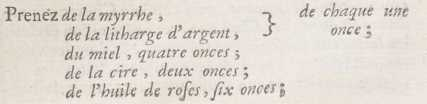 Prenez de la myrrhe, } de chaque une
de la litharge d'argent, } once;
du miel, quatre onces;
de la cire, deux onces;
de l'huile de roſes, ſix onces;